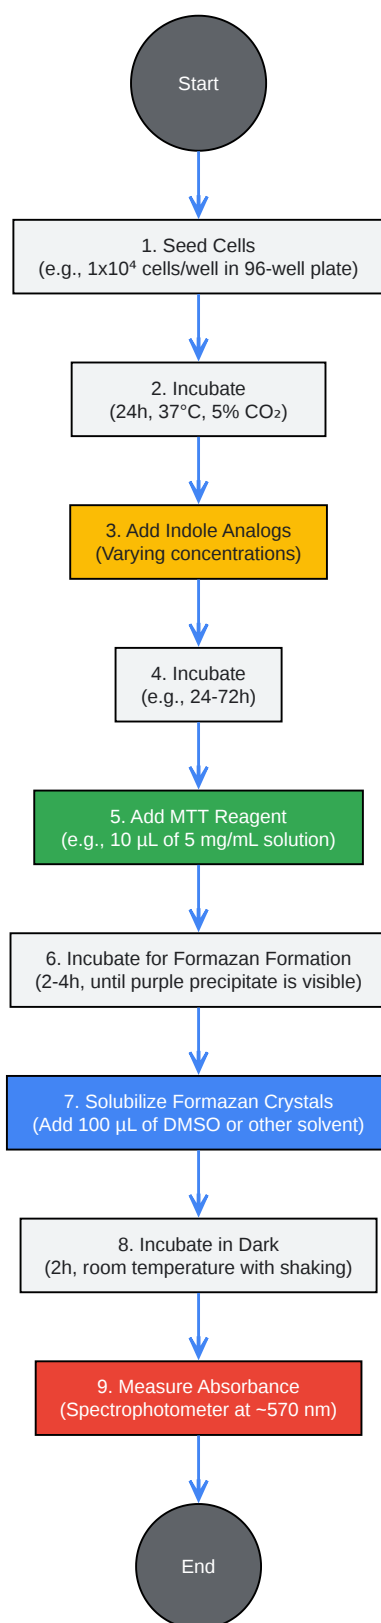 Start
1. Seed Cells
(e.g., 1x10⁴ cells/well in 96-well plate)
2. Incubate
(24h, 37°C, 5% CO₂)
3. Add Indole Analogs
(Varying concentrations)
4. Incubate
(e.g., 24-72h)
5. Add MTT Reagent
(e.g., 10 µL of 5 mg/mL solution)
6. Incubate for Formazan Formation
(2-4h, until purple precipitate is visible)
7. Solubilize Formazan Crystals
(Add 100 µL of DMSO or other solvent)
8. Incubate in Dark
(2h, room temperature with shaking)
9. Measure Absorbance
(Spectrophotometer at ~570 nm)
End